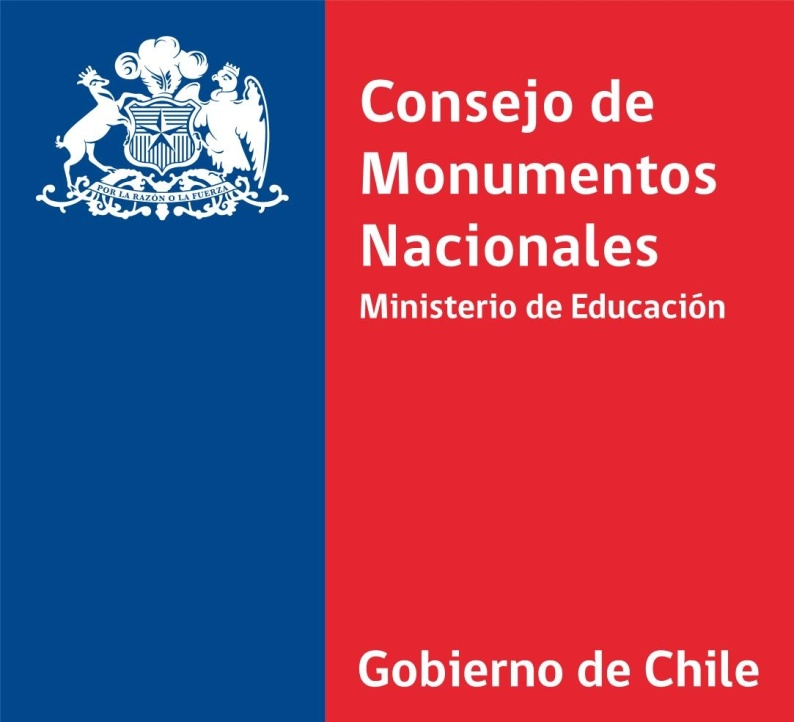 POR LA RAZÓN O LA FUERZA
Consejo de
Monumentos
Nacionales
Ministerio de Educación
Gobierno de Chile